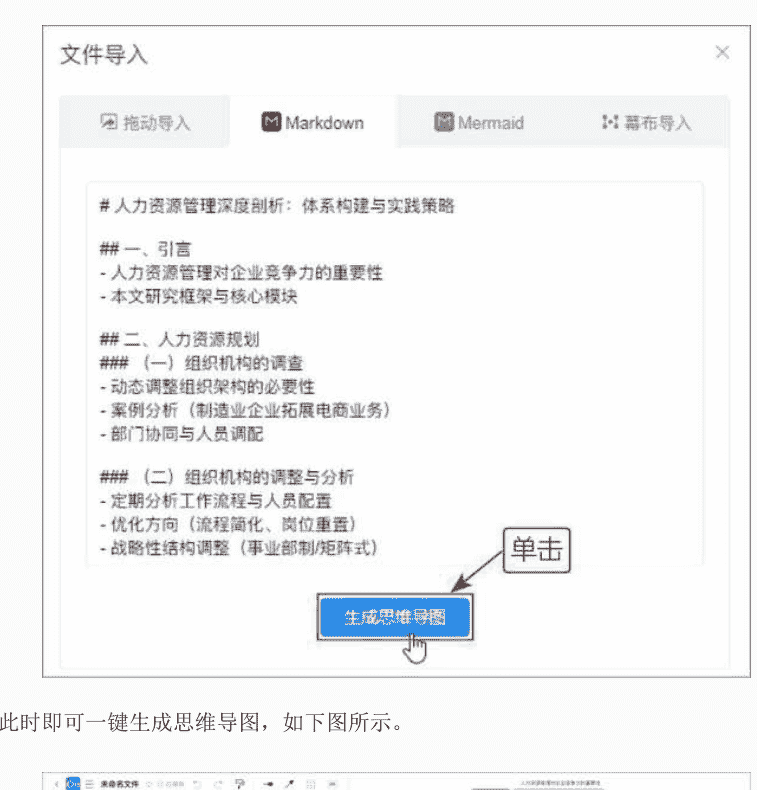 文件导入
拖动导入
Markdown
Mermaid
幕布导入
# 人力资源管理深度剖析：体系构建与实践策略
## 一、引言
- 人力资源管理对企业竞争力的重要性
- 本文研究框架与核心模块
## 二、人力资源规划
### （一）组织机构的调查
- 动态调整组织架构的必要性
- 案例分析（制造业企业拓展电商业务）
- 部门协同与人员调配
### （二）组织机构的调整与分析
- 定期分析工作流程与人员配置
- 优化方向（流程简化、岗位重置）
- 战略性结构调整（事业部制/矩阵式）
单击
生成思维导图
此时即可一键生成思维导图，如下图所示。
未命名文件